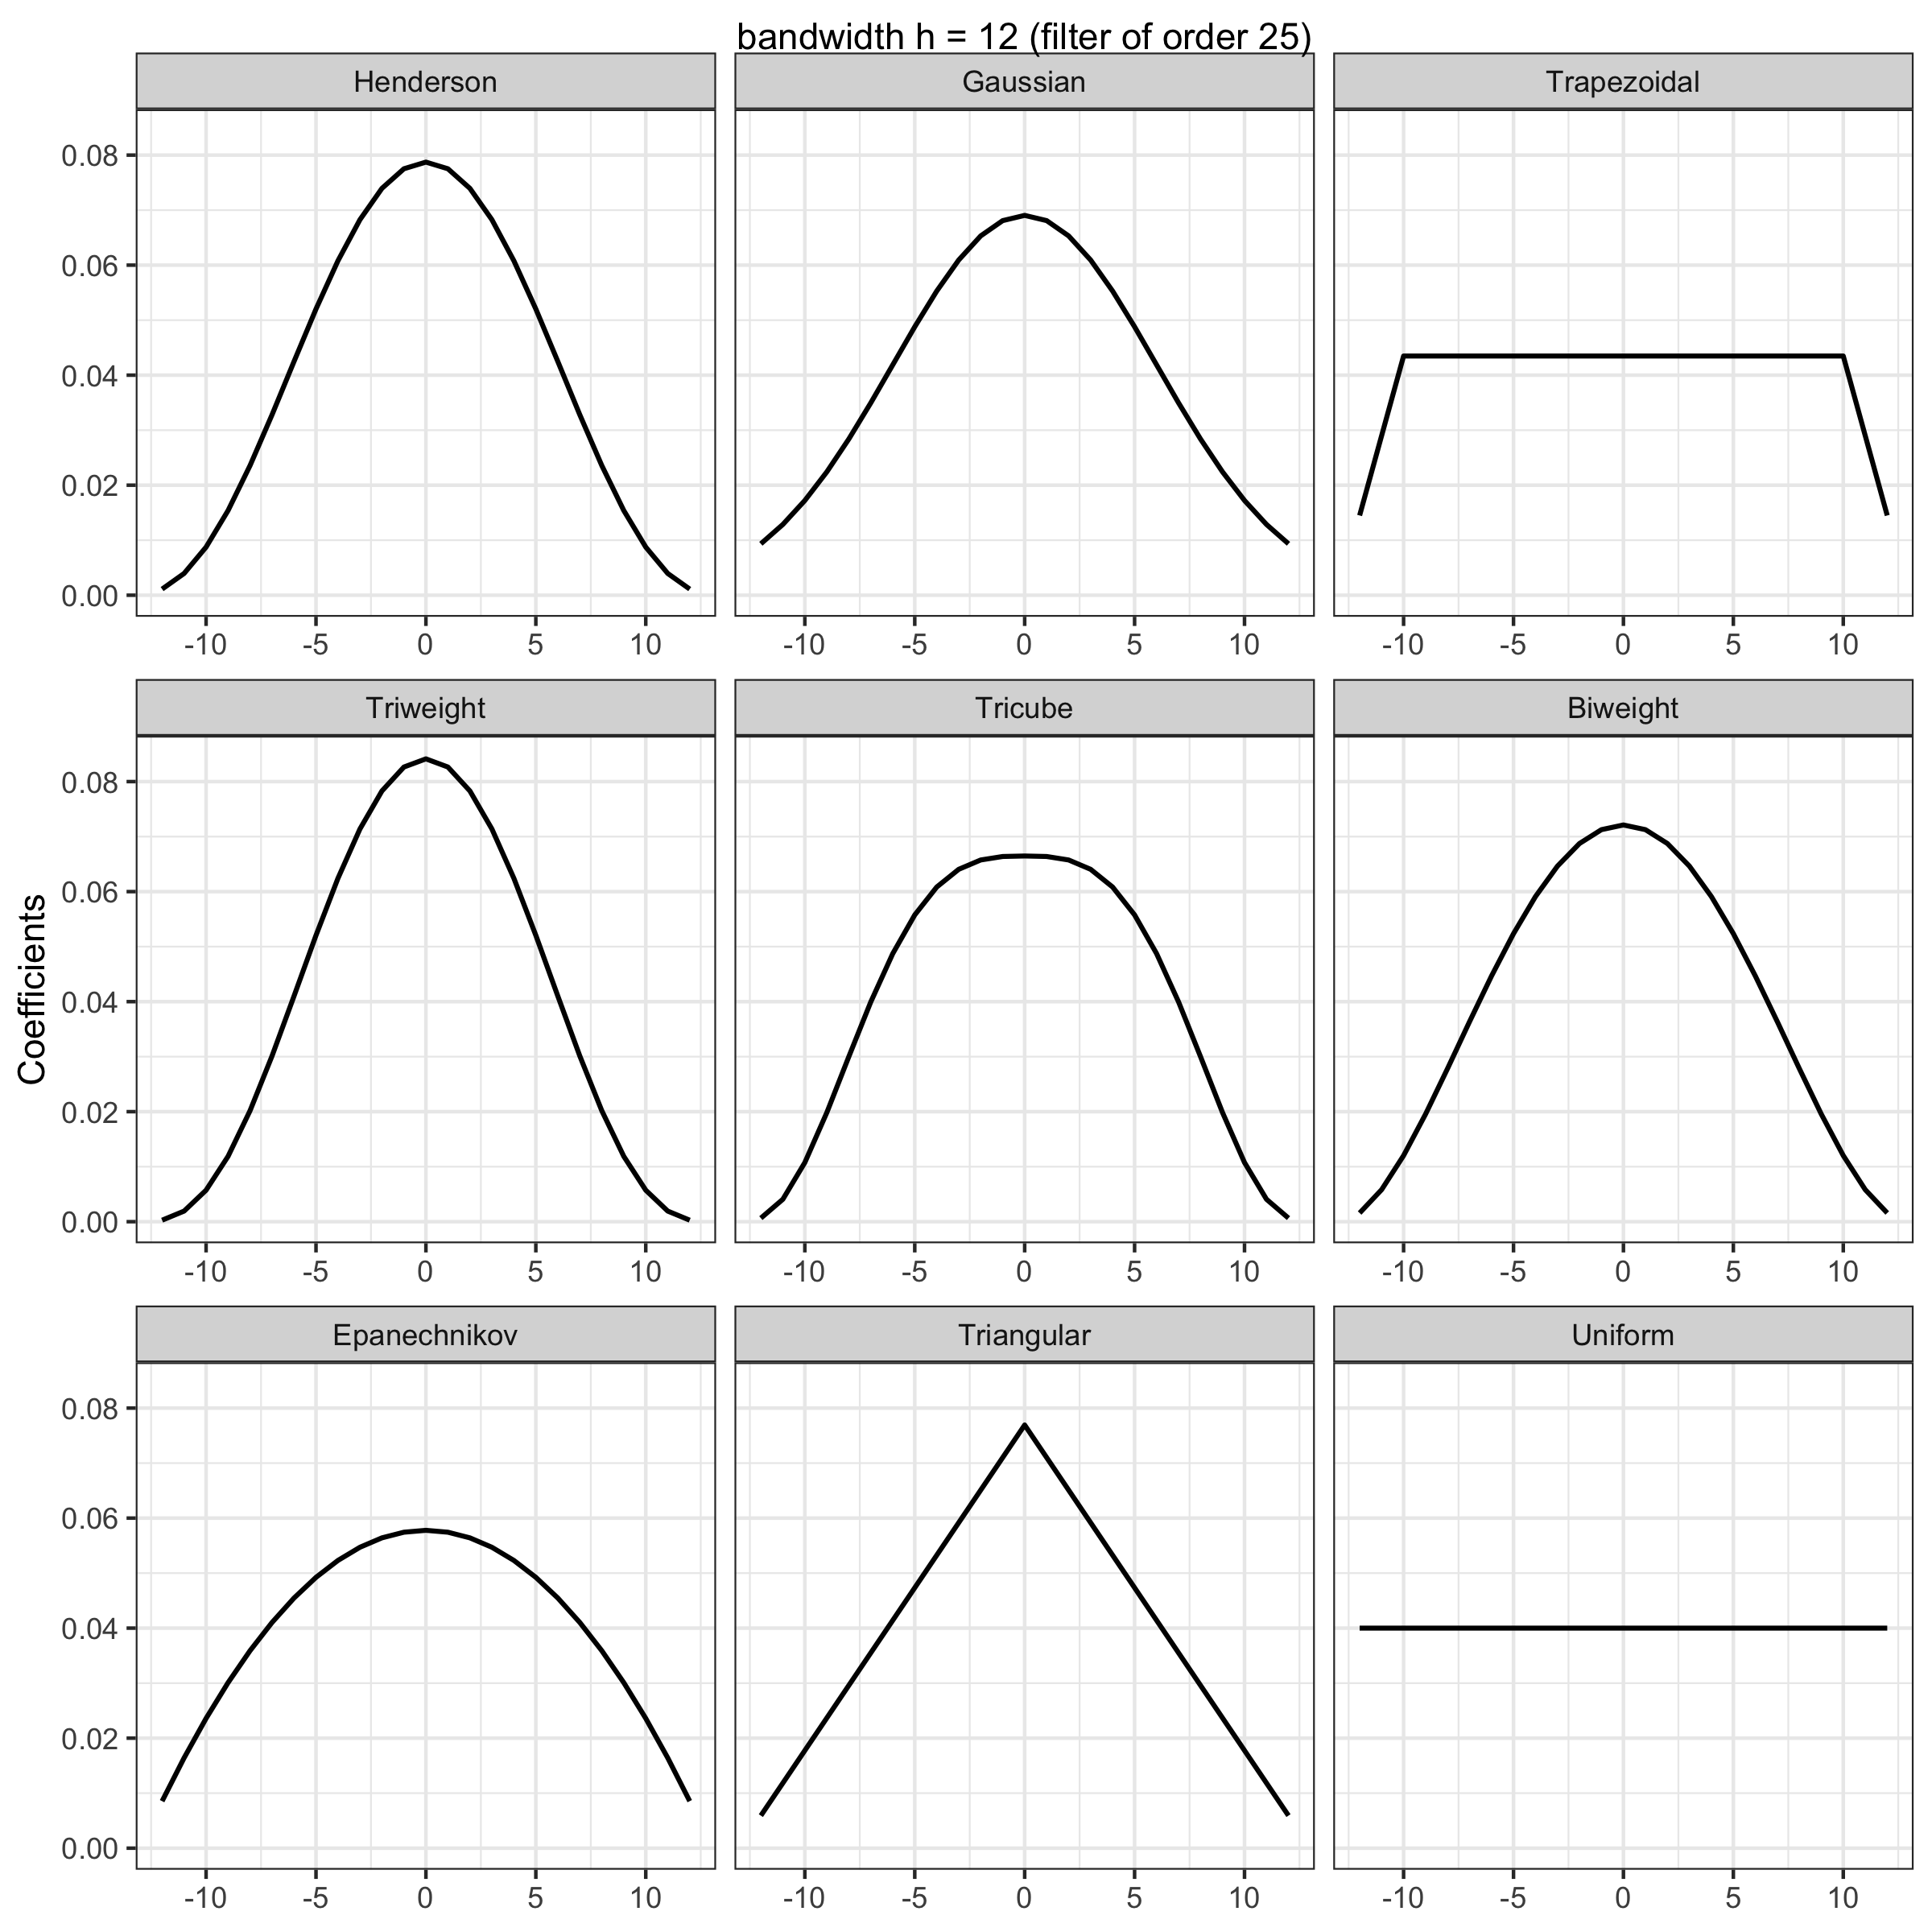 bandwidth h = 12 (filter of order 25)
Henderson Gaussian Trapezoidal
0.08
0.06
0.04
0.02
0.00
-10 -5 0 5 10 -10 -5 0 5 10 -10 -5 0 5 10
Triweight Tricube Biweight
0.08
0.06
0.04
0.02
0.00
-10 -5 0 5 10 -10 -5 0 5 10 -10 -5 0 5 10
Coefficients
Epanechnikov Triangular Uniform
0.08
0.06
0.04
0.02
0.00
-10 -5 0 5 10 -10 -5 0 5 10 -10 -5 0 5 10